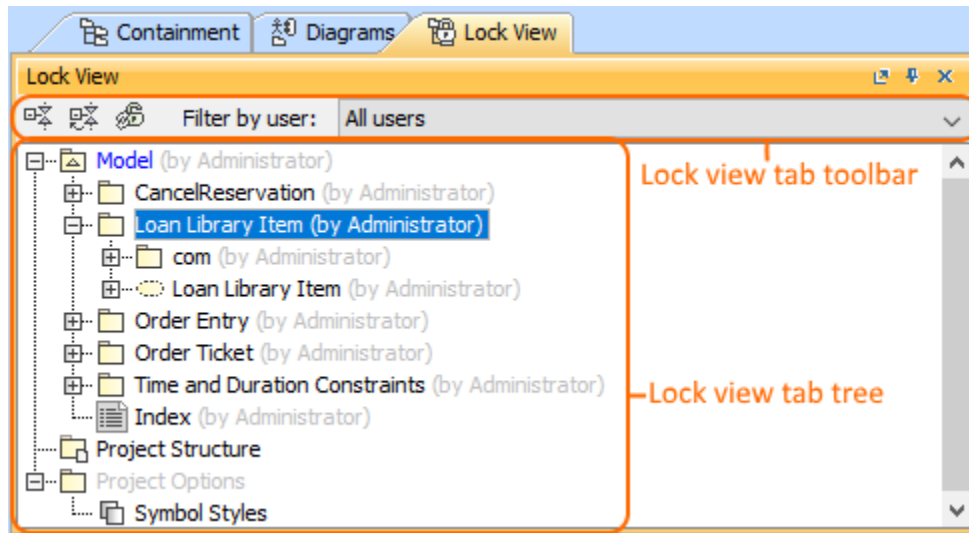 Containment Diagrams Lock View
Lock View
Filter by user: All users
Lock view tab toolbar
Model (by Administrator)
CancelReservation (by Administrator)
Loan Library Item (by Administrator)
com (by Administrator)
Loan Library Item (by Administrator)
Order Entry (by Administrator)
Order Ticket (by Administrator)
Time and Duration Constraints (by Administrator)
Lock view tab tree
Index (by Administrator)
Project Structure
Project Options
Symbol Styles